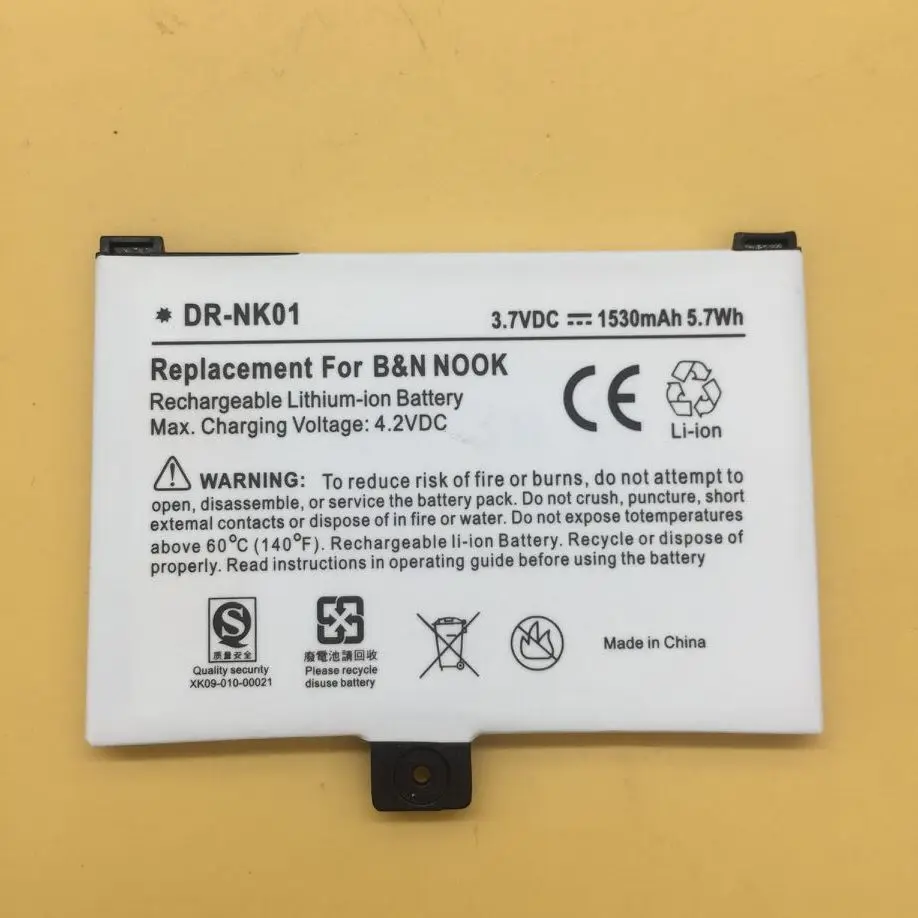 * DR-NK01
3.7VDC ⎓ 1530mAh 5.7Wh
Replacement For B&N NOOK
Rechargeable Lithium-ion Battery
Max. Charging Voltage: 4.2VDC
CE
Li-ion
WARNING: To reduce risk of fire or burns, do not attempt to
open, disassemble, or service the battery pack. Do not crush, puncture, short
external contacts or dispose of in fire or water. Do not expose totemperatures
above 60°C (140°F). Rechargeable li-ion Battery. Recycle or dispose of
properly. Read instructions in operating guide before using the battery
S
质量安全
Quality security
XK09-010-00021
廢電池請回收
Please recycle
disuse battery
Made in China